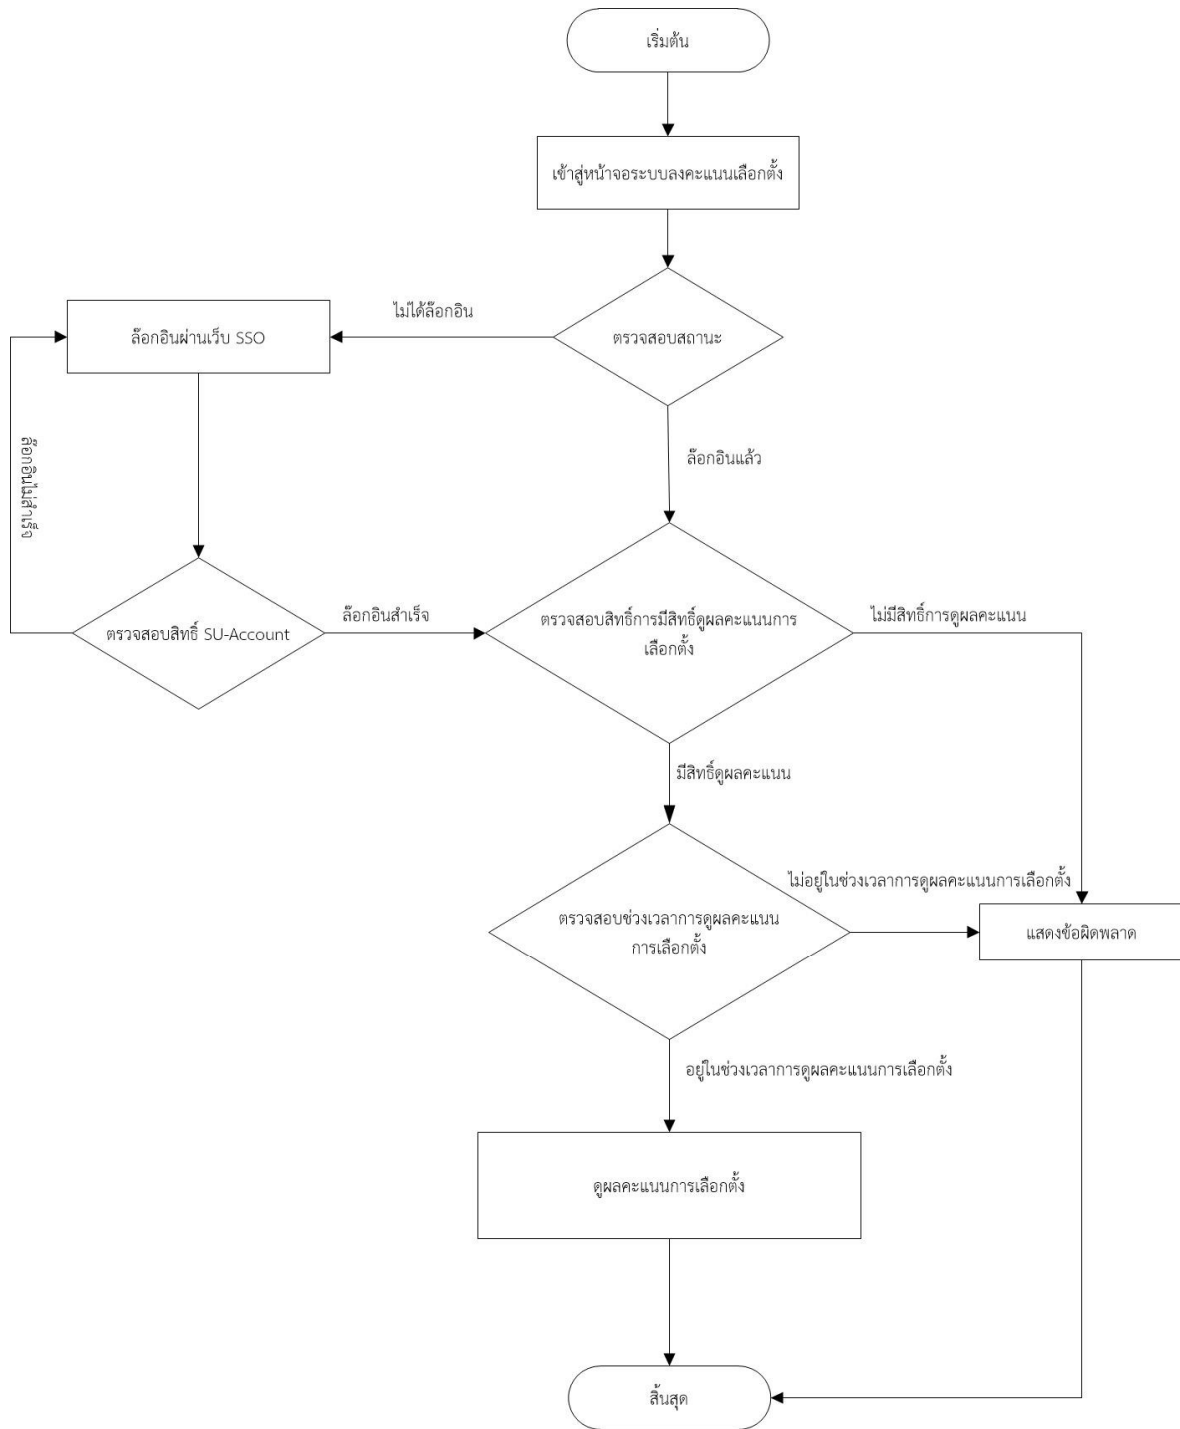 เริ่มต้น
เข้าสู่หน้าจอระบบลงคะแนนเลือกตั้ง
ไม่ได้ล๊อกอิน
ล๊อกอินผ่านเว็บ SSO
ตรวจสอบสถานะ
ล๊อกอินไม่สำเร็จ
ล๊อกอินแล้ว
ตรวจสอบสิทธิ์ SU-Account
ล๊อกอินสำเร็จ
ตรวจสอบสิทธิ์การมีสิทธิ์ดูผลคะแนนการ
เลือกตั้ง
ไม่มีสิทธิ์การดูผลคะแนน
มีสิทธิ์ดูผลคะแนน
ไม่อยู่ในช่วงเวลาการดูผลคะแนนการเลือกตั้ง
ตรวจสอบช่วงเวลาการดูผลคะแนน
การเลือกตั้ง
แสดงข้อผิดพลาด
อยู่ในช่วงเวลาการดูผลคะแนนการเลือกตั้ง
ดูผลคะแนนการเลือกตั้ง
สิ้นสุด